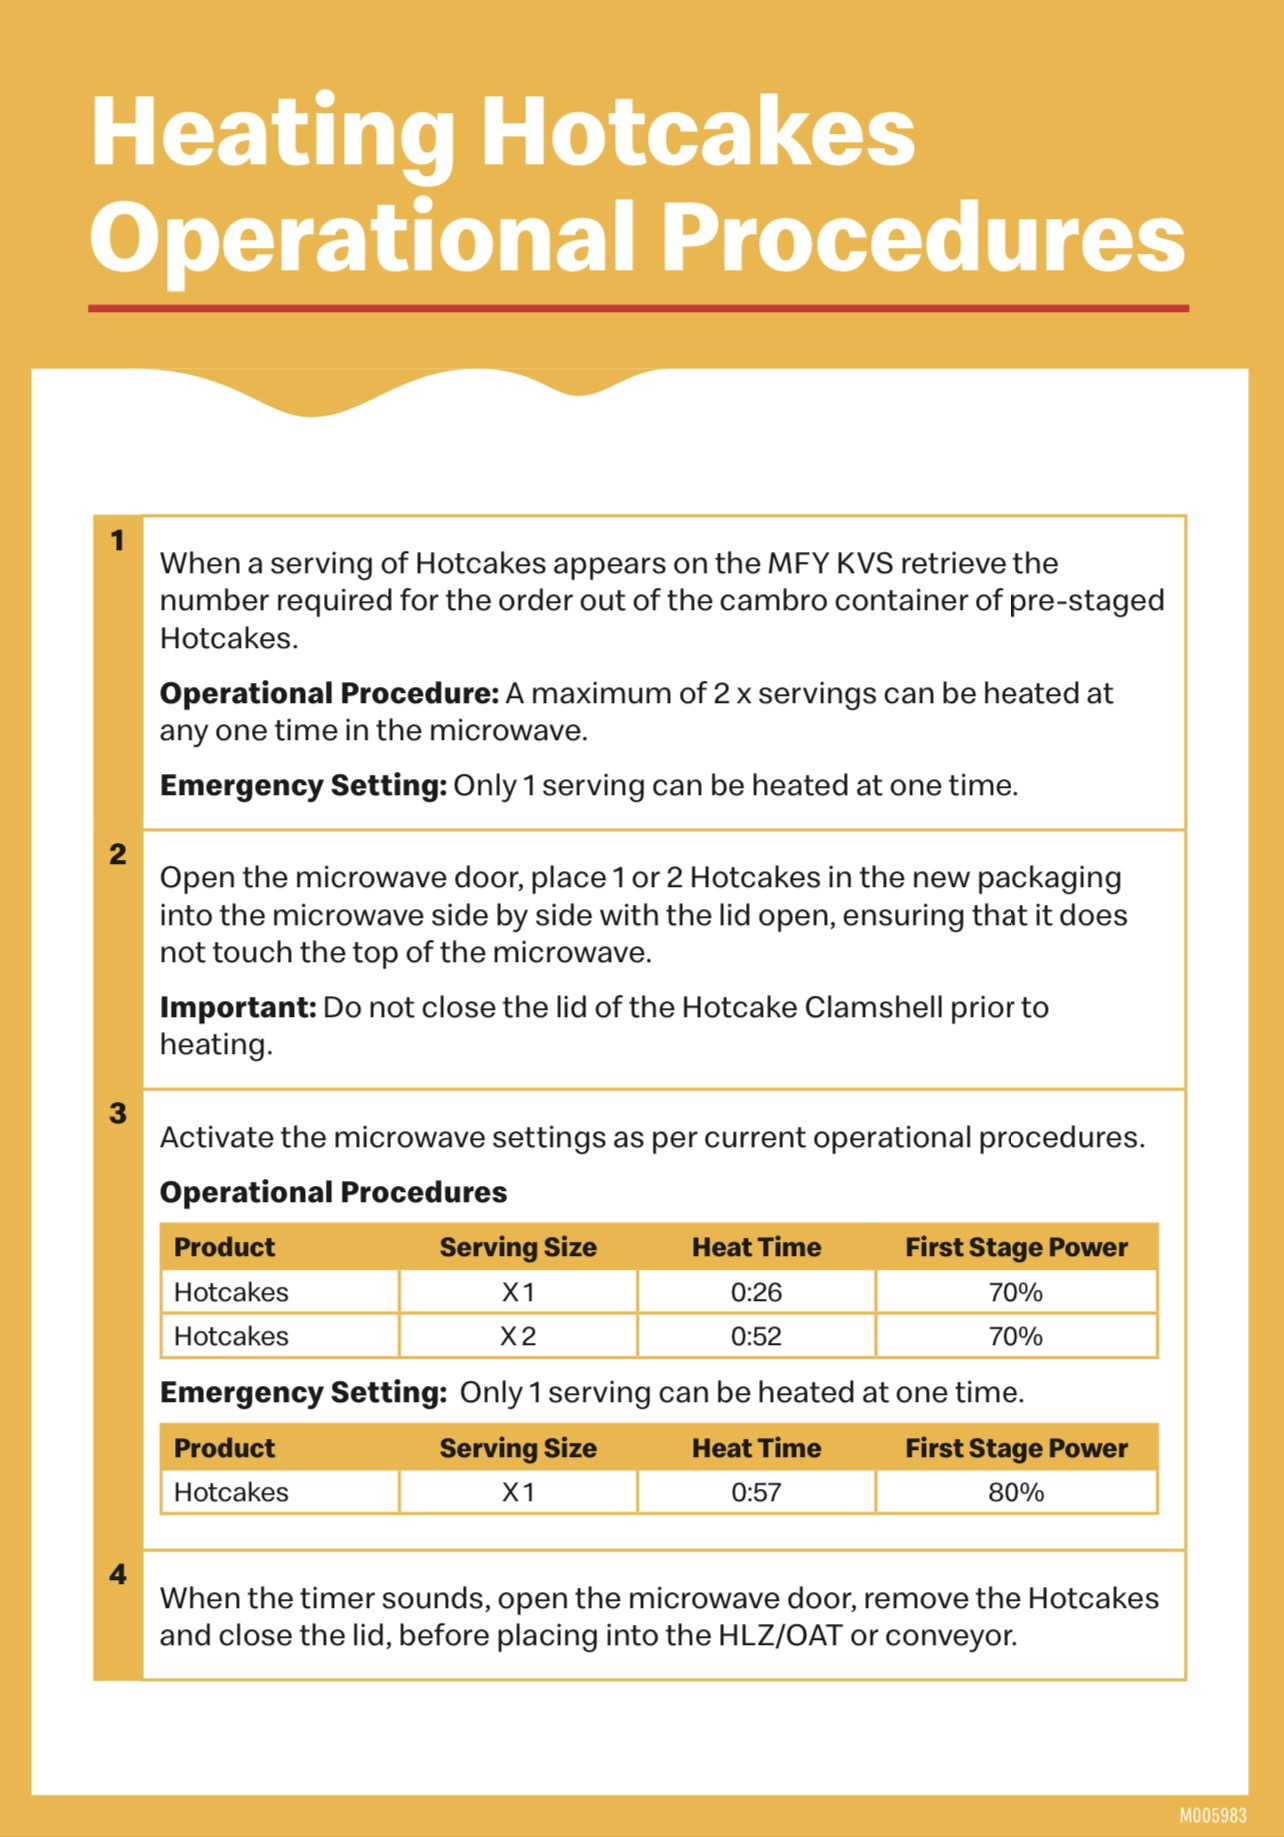 Heating Hotcakes
Operational Procedures
1
When a serving of Hotcakes appears on the MFY KVS retrieve the
number required for the order out of the cambro container of pre-staged
Hotcakes.
Operational Procedure: A maximum of 2 x servings can be heated at
any one time in the microwave.
Emergency Setting: Only 1 serving can be heated at one time.
2
Open the microwave door, place 1 or 2 Hotcakes in the new packaging
into the microwave side by side with the lid open, ensuring that it does
not touch the top of the microwave.
Important: Do not close the lid of the Hotcake Clamshell prior to
heating.
3
Activate the microwave settings as per current operational procedures.
Operational Procedures
Product Serving Size Heat Time First Stage Power
Hotcakes X 1 0:26 70%
Hotcakes X 2 0:52 70%
Emergency Setting: Only 1 serving can be heated at one time.
Product Serving Size Heat Time First Stage Power
Hotcakes X 1 0:57 80%
4
When the timer sounds, open the microwave door, remove the Hotcakes
and close the lid, before placing into the HLZ/OAT or conveyor.
M005983